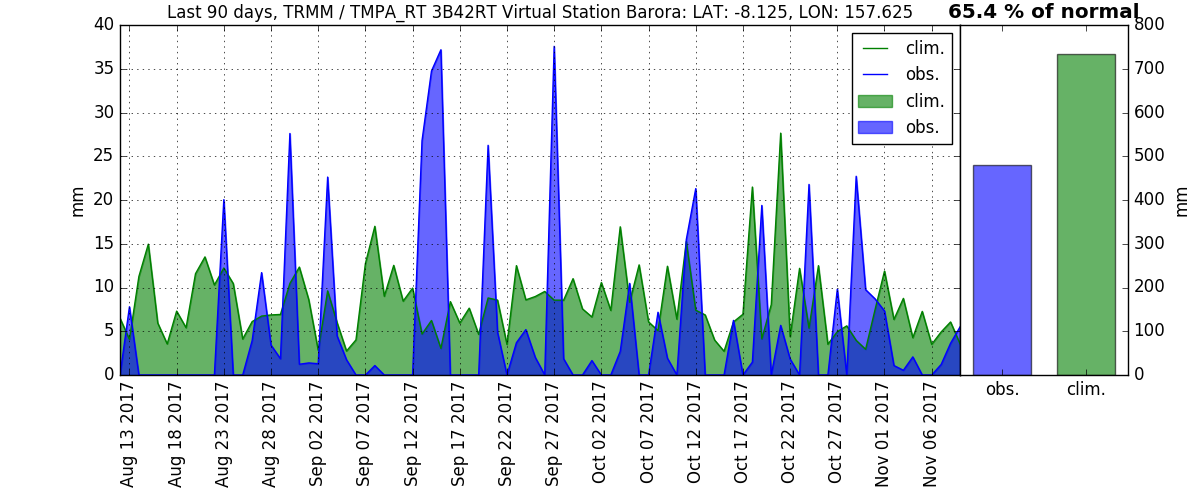 Last 90 days, TRMM / TMPA_RT 3B42RT Virtual Station Barora: LAT: -8.125, LON: 157.625
65.4 % of normal
40
35
30
25
20
15
10
5
0
mm
clim.
obs.
clim.
obs.
Aug 13 2017
Aug 18 2017
Aug 23 2017
Aug 28 2017
Sep 02 2017
Sep 07 2017
Sep 12 2017
Sep 17 2017
Sep 22 2017
Sep 27 2017
Oct 02 2017
Oct 07 2017
Oct 12 2017
Oct 17 2017
Oct 22 2017
Oct 27 2017
Nov 01 2017
Nov 06 2017
800
700
600
500
400
300
200
100
0
mm
obs.
clim.